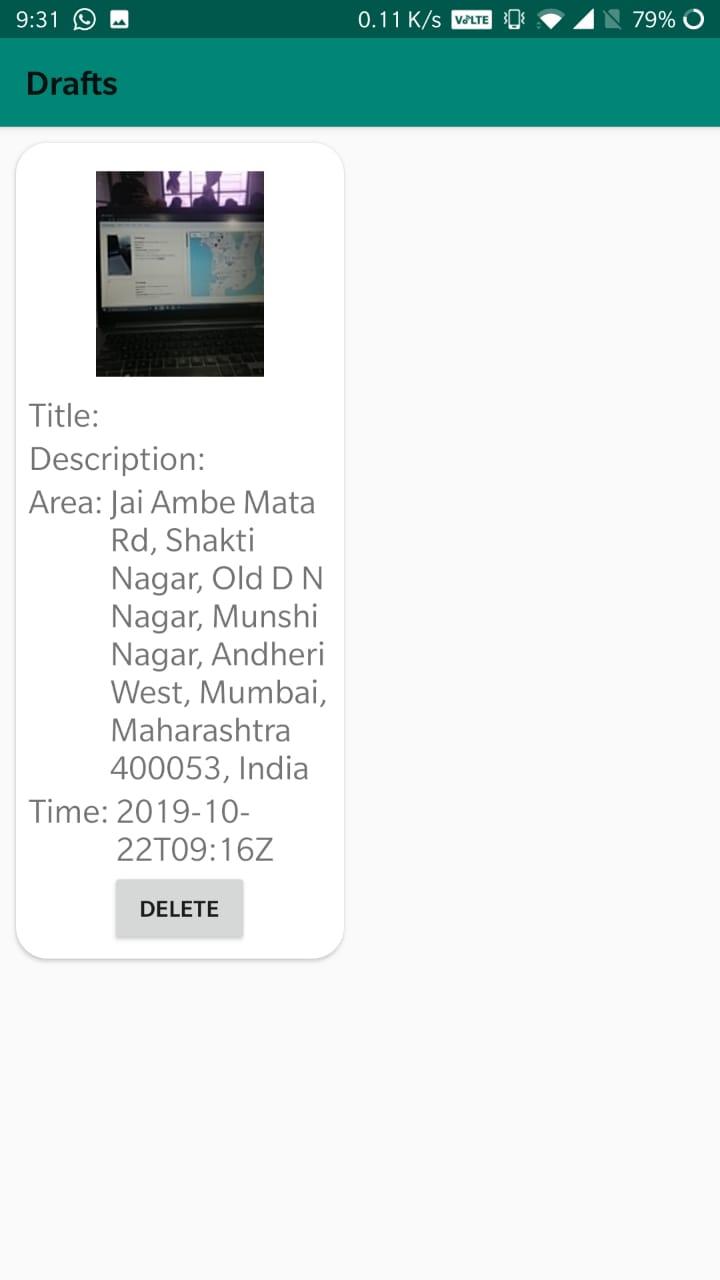 9:31 0.11 K/s VoLTE 79%
Drafts
Title:
Description:
Area: Jai Ambe Mata
Rd, Shakti
Nagar, Old D N
Nagar, Munshi
Nagar, Andheri
West, Mumbai,
Maharashtra
400053, India
Time: 2019-10-
22T09:16Z
DELETE